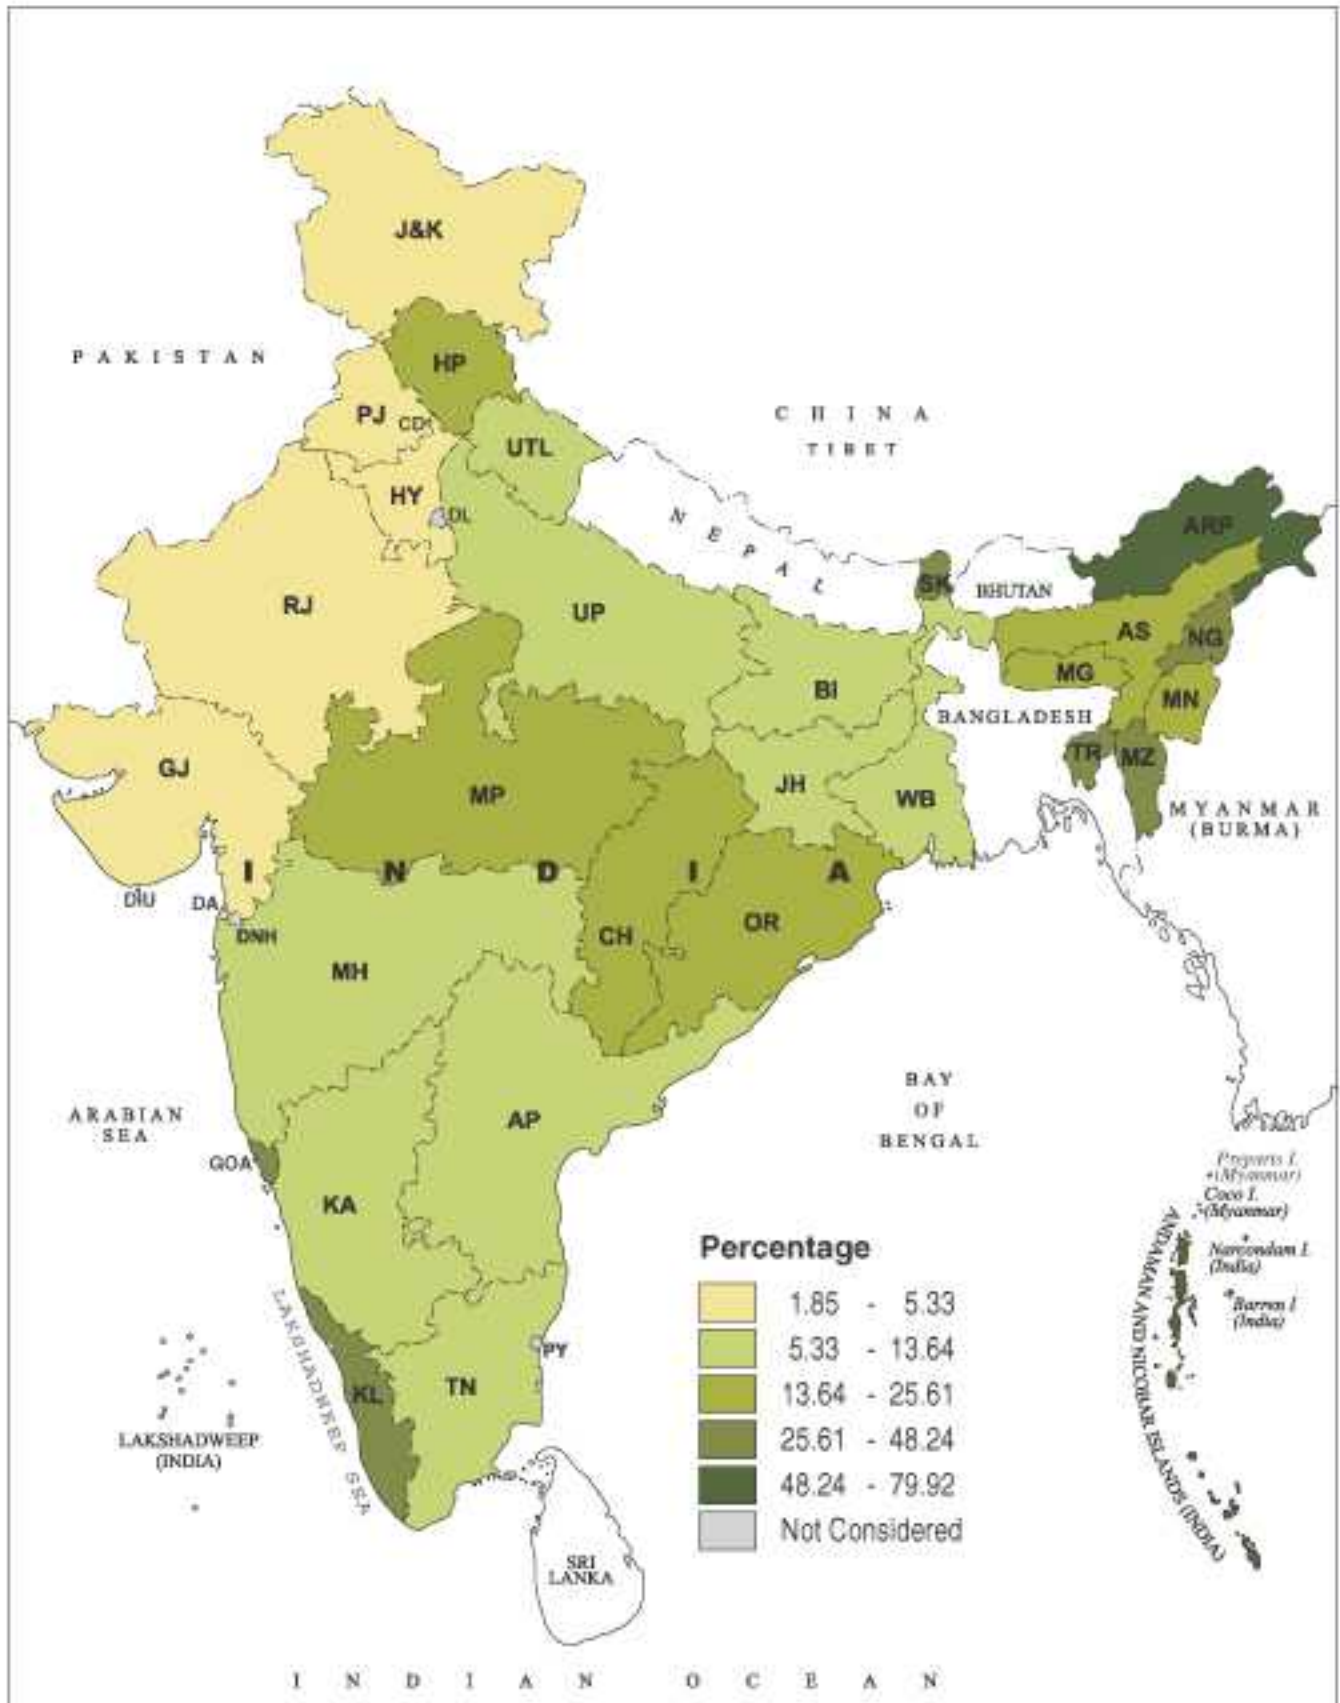 J&K
HP
PAKISTAN
PJ
CD
CHINA
TIBET
UTL
HY
DL
NEPAL
ARP
SK
BHUTAN
RJ
UP
AS
NG
MG
BI
MN
BANGLADESH
GJ
TR
MZ
MP
JH
WB
MYANMAR
(BURMA)
INDIA
DIU
DA
DNH
CH
OR
MH
BAY
OF
BENGAL
ARABIAN
SEA
AP
GOA
KA
Preparis I.
(Myanmar)
Coco I.
(Myanmar)
Narcondam I.
(India)
Barren I
(India)
ANDAMAN AND NICOBAR ISLANDS (INDIA)
Percentage
1.85 - 5.33
5.33 - 13.64
13.64 - 25.61
25.61 - 48.24
48.24 - 79.92
Not Considered
LAKSHADWEEP SEA
PY
KL
TN
LAKSHADWEEP
(INDIA)
SRI
LANKA
INDIAN OCEAN